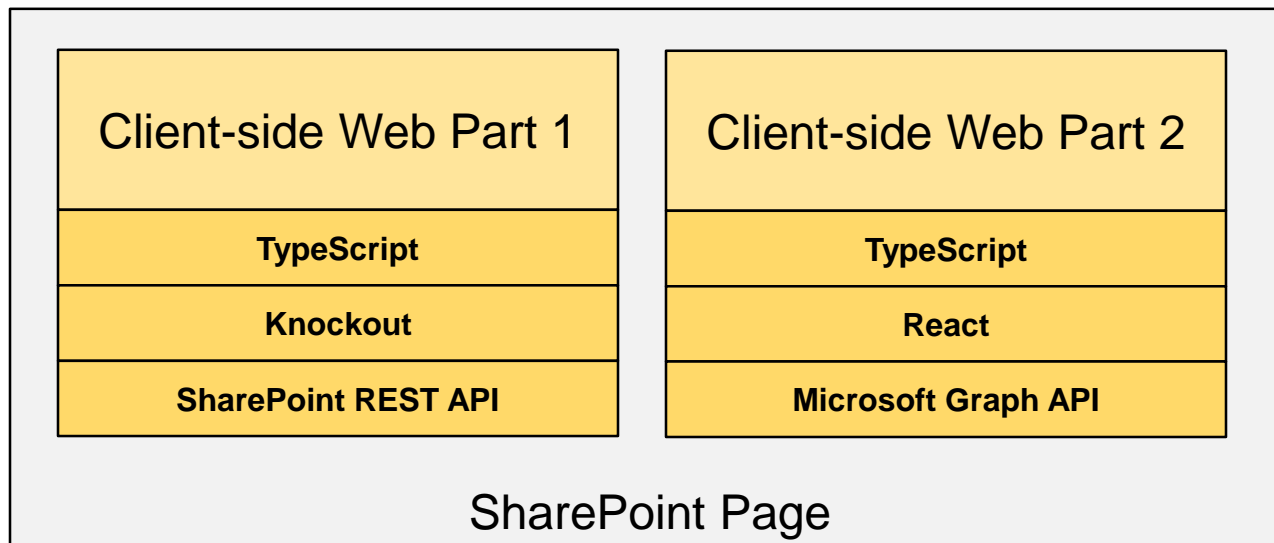 Client-side Web Part 1
TypeScript
Knockout
SharePoint REST API
Client-side Web Part 2
TypeScript
React
Microsoft Graph API
SharePoint Page